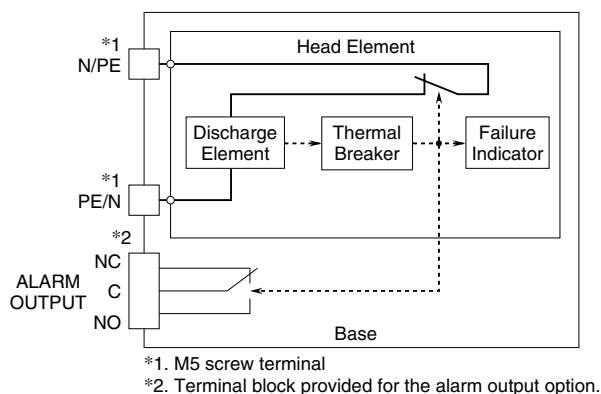 *1
N/PE
Head Element
Discharge
Element
Thermal
Breaker
Failure
Indicator
*1
PE/N
*2
NC
ALARM
OUTPUT
C
NO
Base
*1. M5 screw terminal
*2. Terminal block provided for the alarm output option.